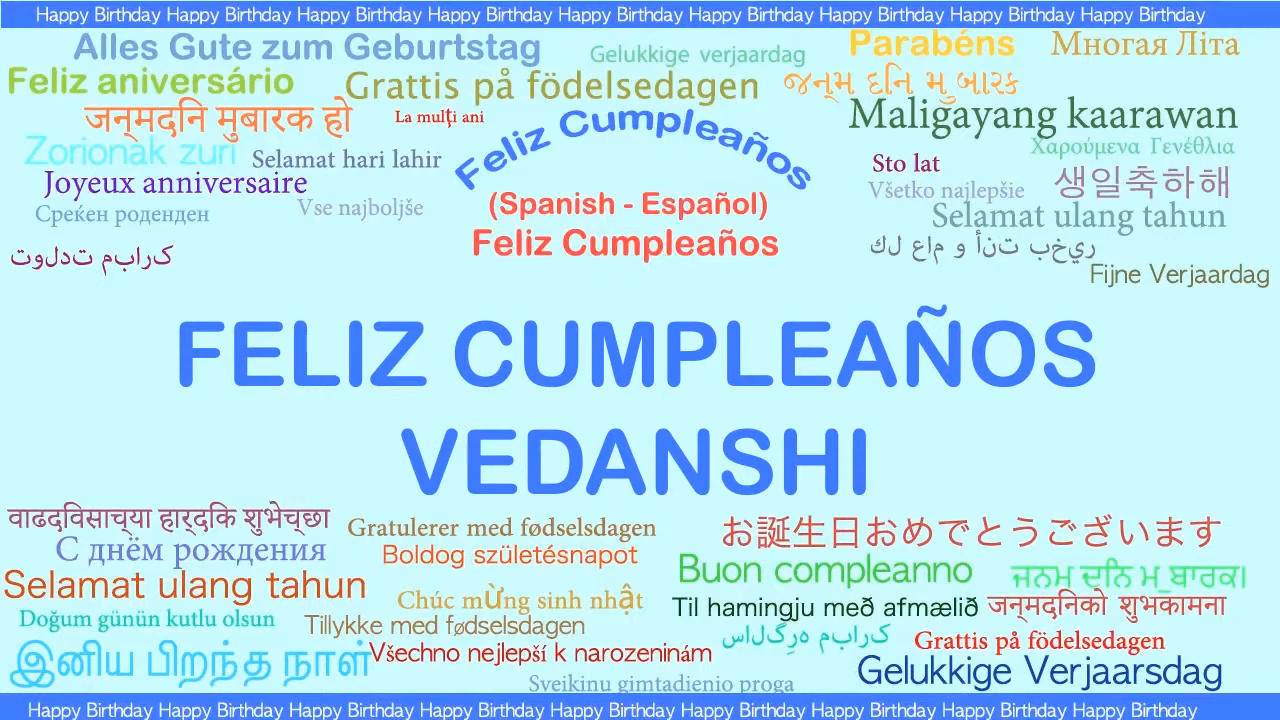 Happy Birthday Happy Birthday Happy Birthday Happy Birthday Happy Birthday Happy Birthday Happy Birthday Happy Birthday Happy Birthday
Alles Gute zum Geburtstag
Gelukkige verjaardag
Parabéns
Многая Літа
Feliz aniversário
Grattis på födelsedagen
જન્મ દિન મુબારક
जन्मदिन मुबारक हो
La mulţi ani
Feliz Cumpleaños
Maligayang kaarawan
Zorionak zuri
Selamat hari lahir
Χαρούμενα Γενέθλια
Sto lat
Joyeux anniversaire
Všetko najlepšie
생일축하해
Среќен роденден
Vse najboljše
(Spanish - Español)
Selamat ulang tahun
Feliz Cumpleaños
تولدت مبارک
كل عام و أنت بخير
Fijne Verjaardag
FELIZ CUMPLEAÑOS
VEDANSHI
वाढदिवसाच्या हार्दिक शुभेच्छा
Gratulerer med fødselsdagen
お誕生日おめでとうございます
С днём рождения
Boldog születésnapot
Buon compleanno
ਜਨਮ ਦਿਨ ਮੁਬਾਰਕ।
Selamat ulang tahun
Chúc mừng sinh nhật
Til hamingju með afmælið
जन्मदिनको शुभकामना
Doğum günün kutlu olsun
Tillykke med fødselsdagen
سالگرہ مبارک
Grattis på födelsedagen
இனிய பிறந்த நாள்
Všechno nejlepší k narozeninám
Gelukkige Verjaarsdag
Sveikinu gimtadienio proga
Happy Birthday Happy Birthday Happy Birthday Happy Birthday Happy Birthday Happy Birthday Happy Birthday Happy Birthday Happy Birthday